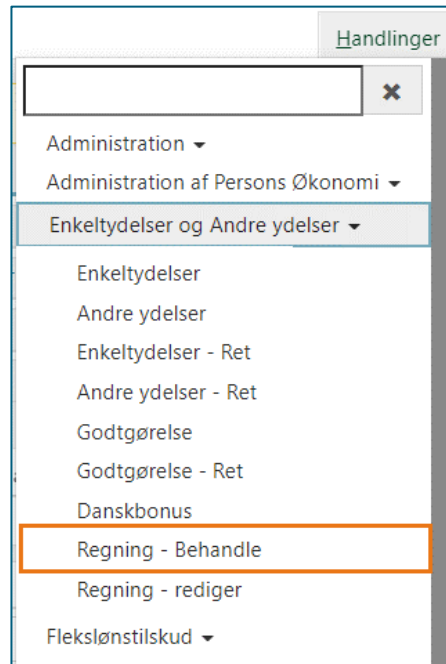 Handlinger
Administration
Administration af Persons Økonomi
Enkeltydelser og Andre ydelser
Enkeltydelser
Andre ydelser
Enkeltydelser - Ret
Andre ydelser - Ret
Godtgørelse
Godtgørelse - Ret
Danskbonus
Regning - Behandle
Regning - rediger
Flekslønstilskud